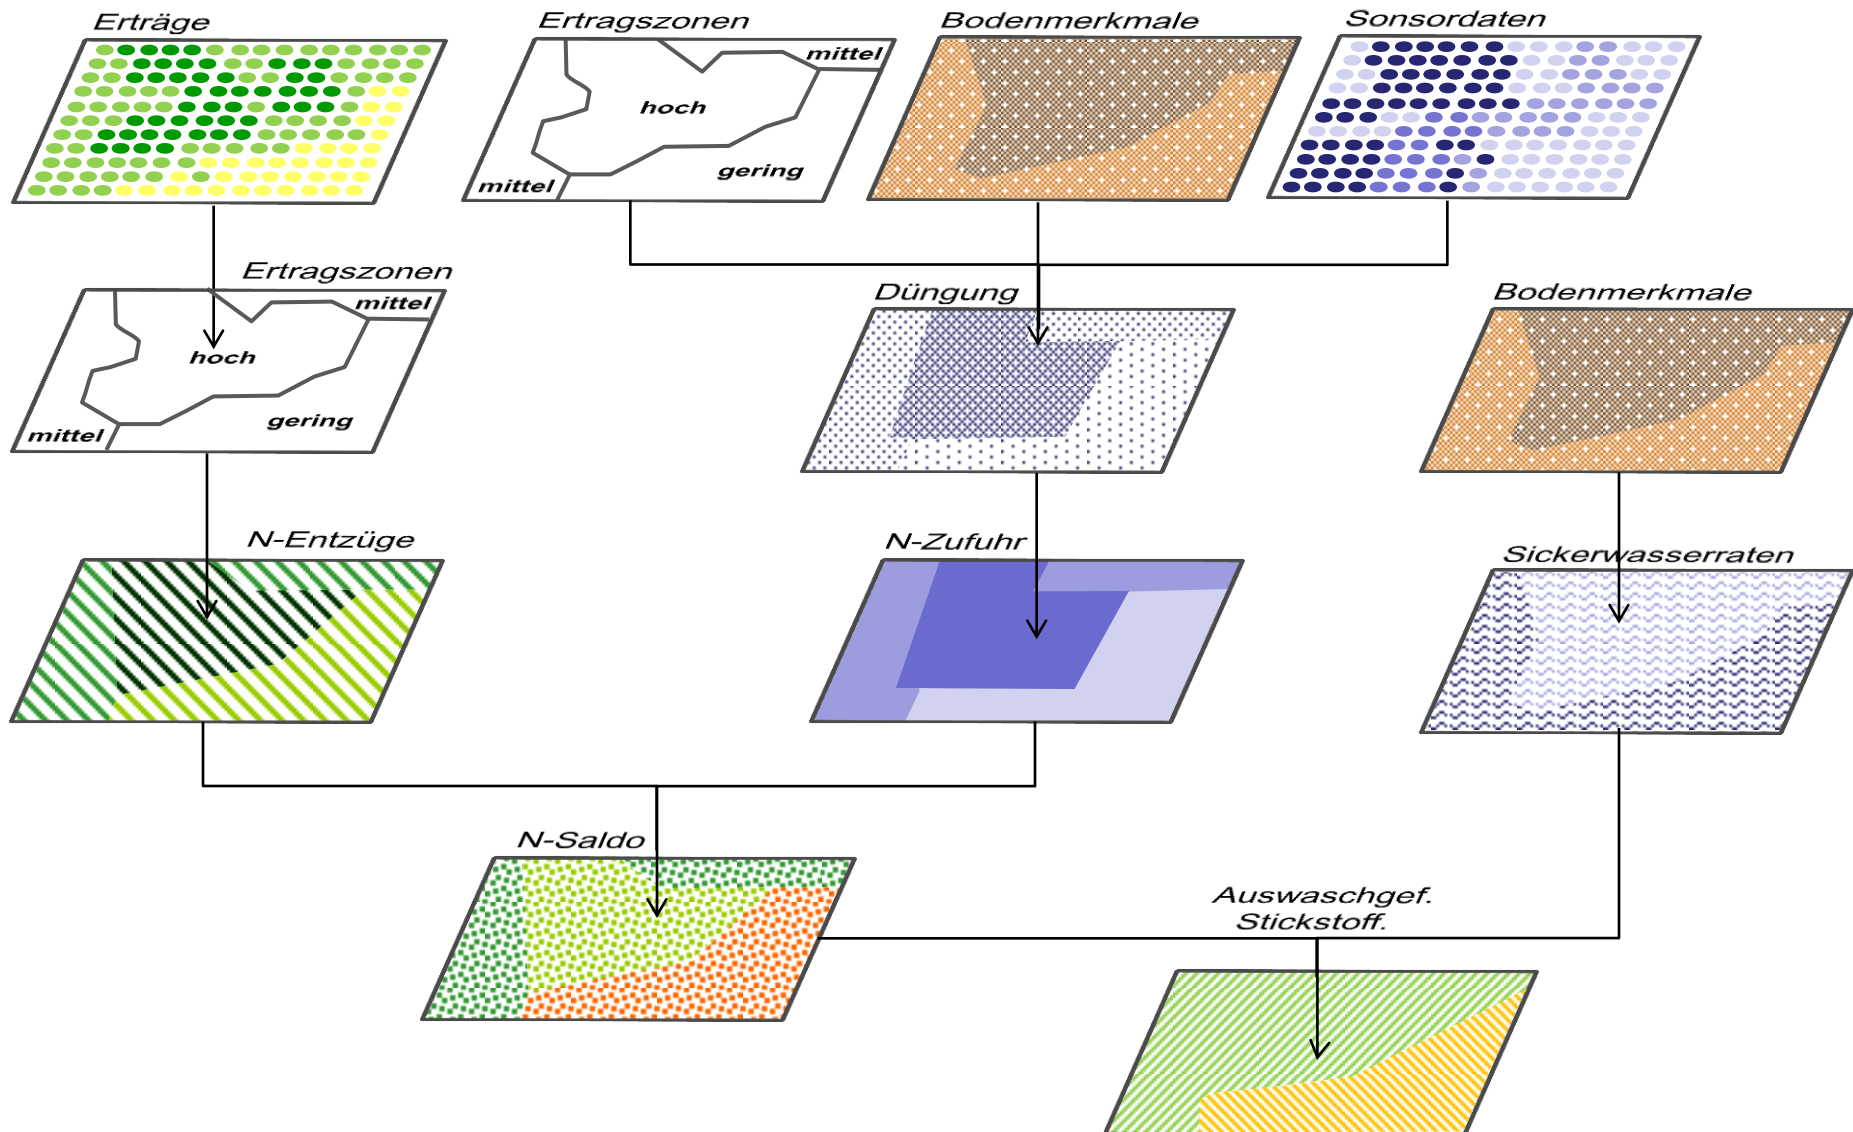 Erträge
Ertragszonen
Bodenmerkmale
Sonsordaten
mittel
hoch
gering
mittel
Ertragszonen
mittel
hoch
gering
mittel
Düngung
Bodenmerkmale
N-Entzüge
N-Zufuhr
Sickerwasserraten
N-Saldo
Auswaschgef.
Stickstoff.